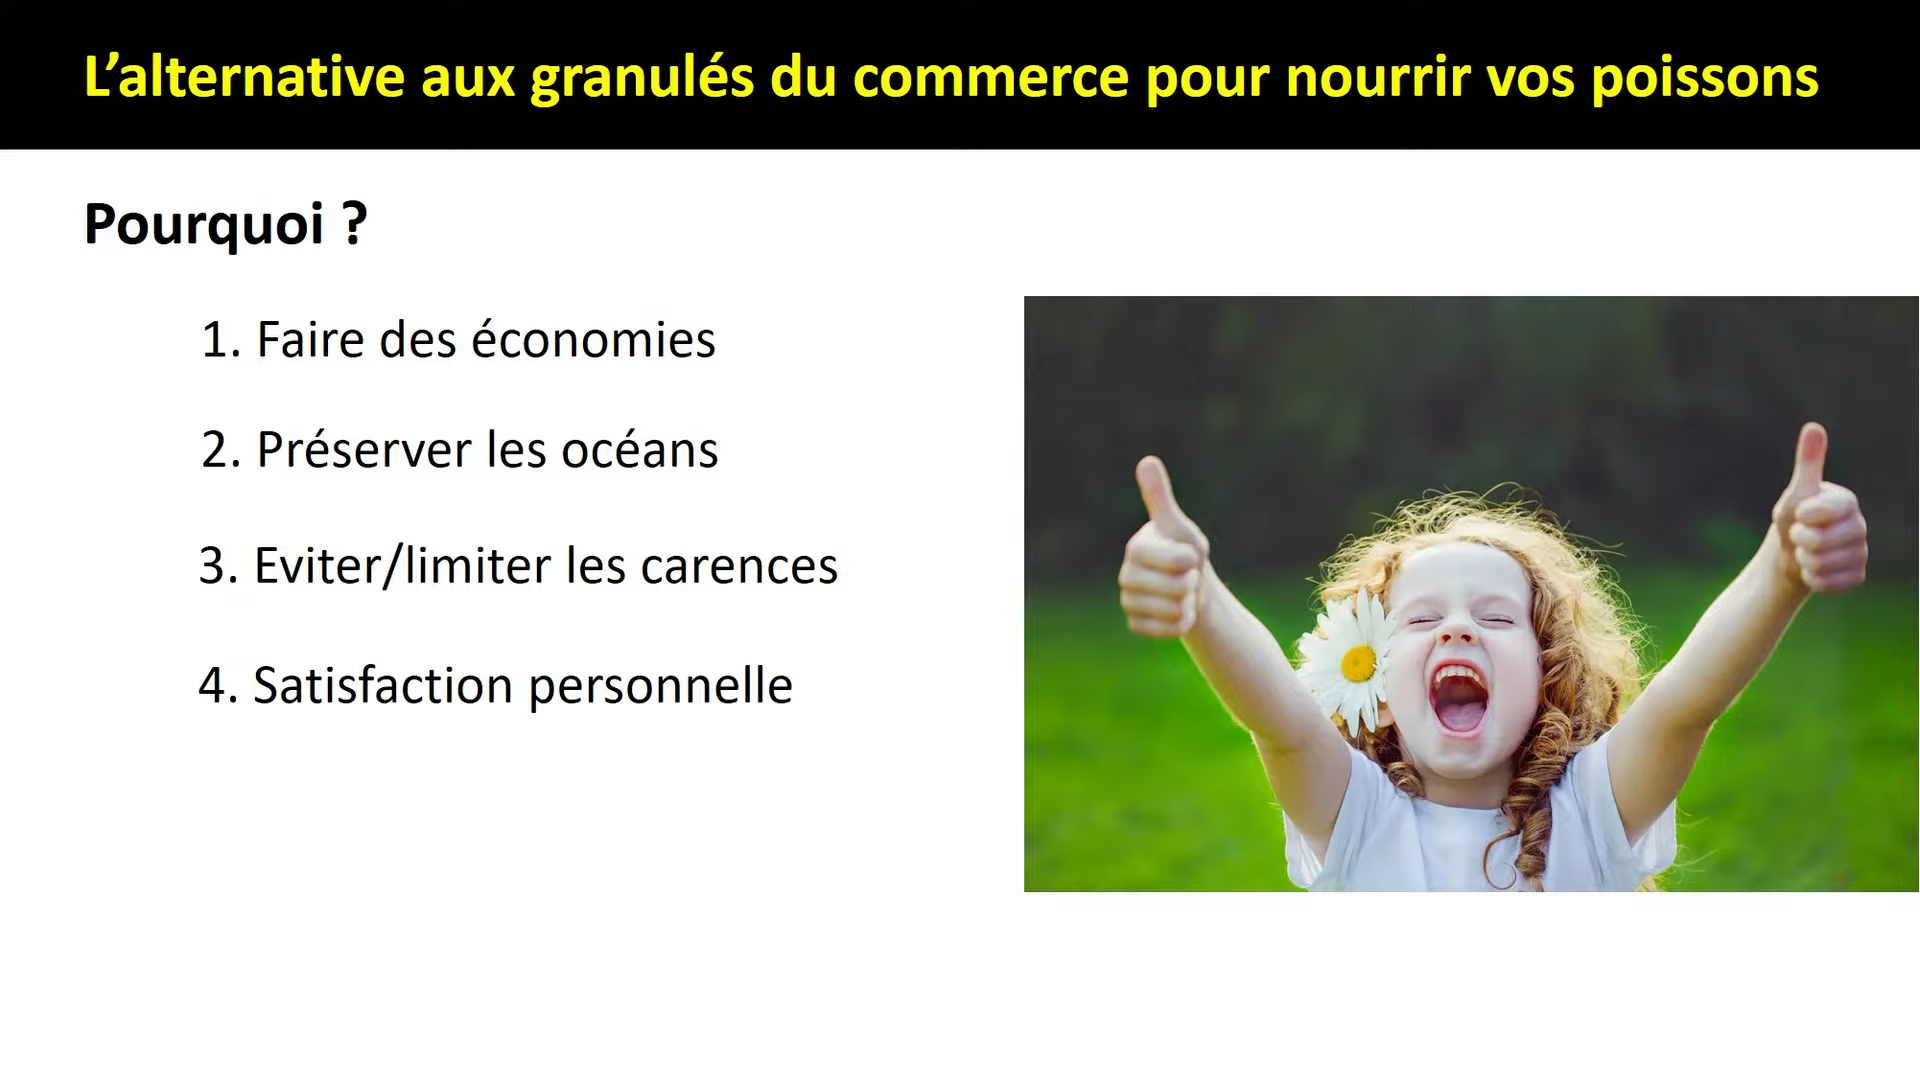 L’alternative aux granulés du commerce pour nourrir vos poissons
Pourquoi ?
1. Faire des économies
2. Préserver les océans
3. Eviter/limiter les carences
4. Satisfaction personnelle